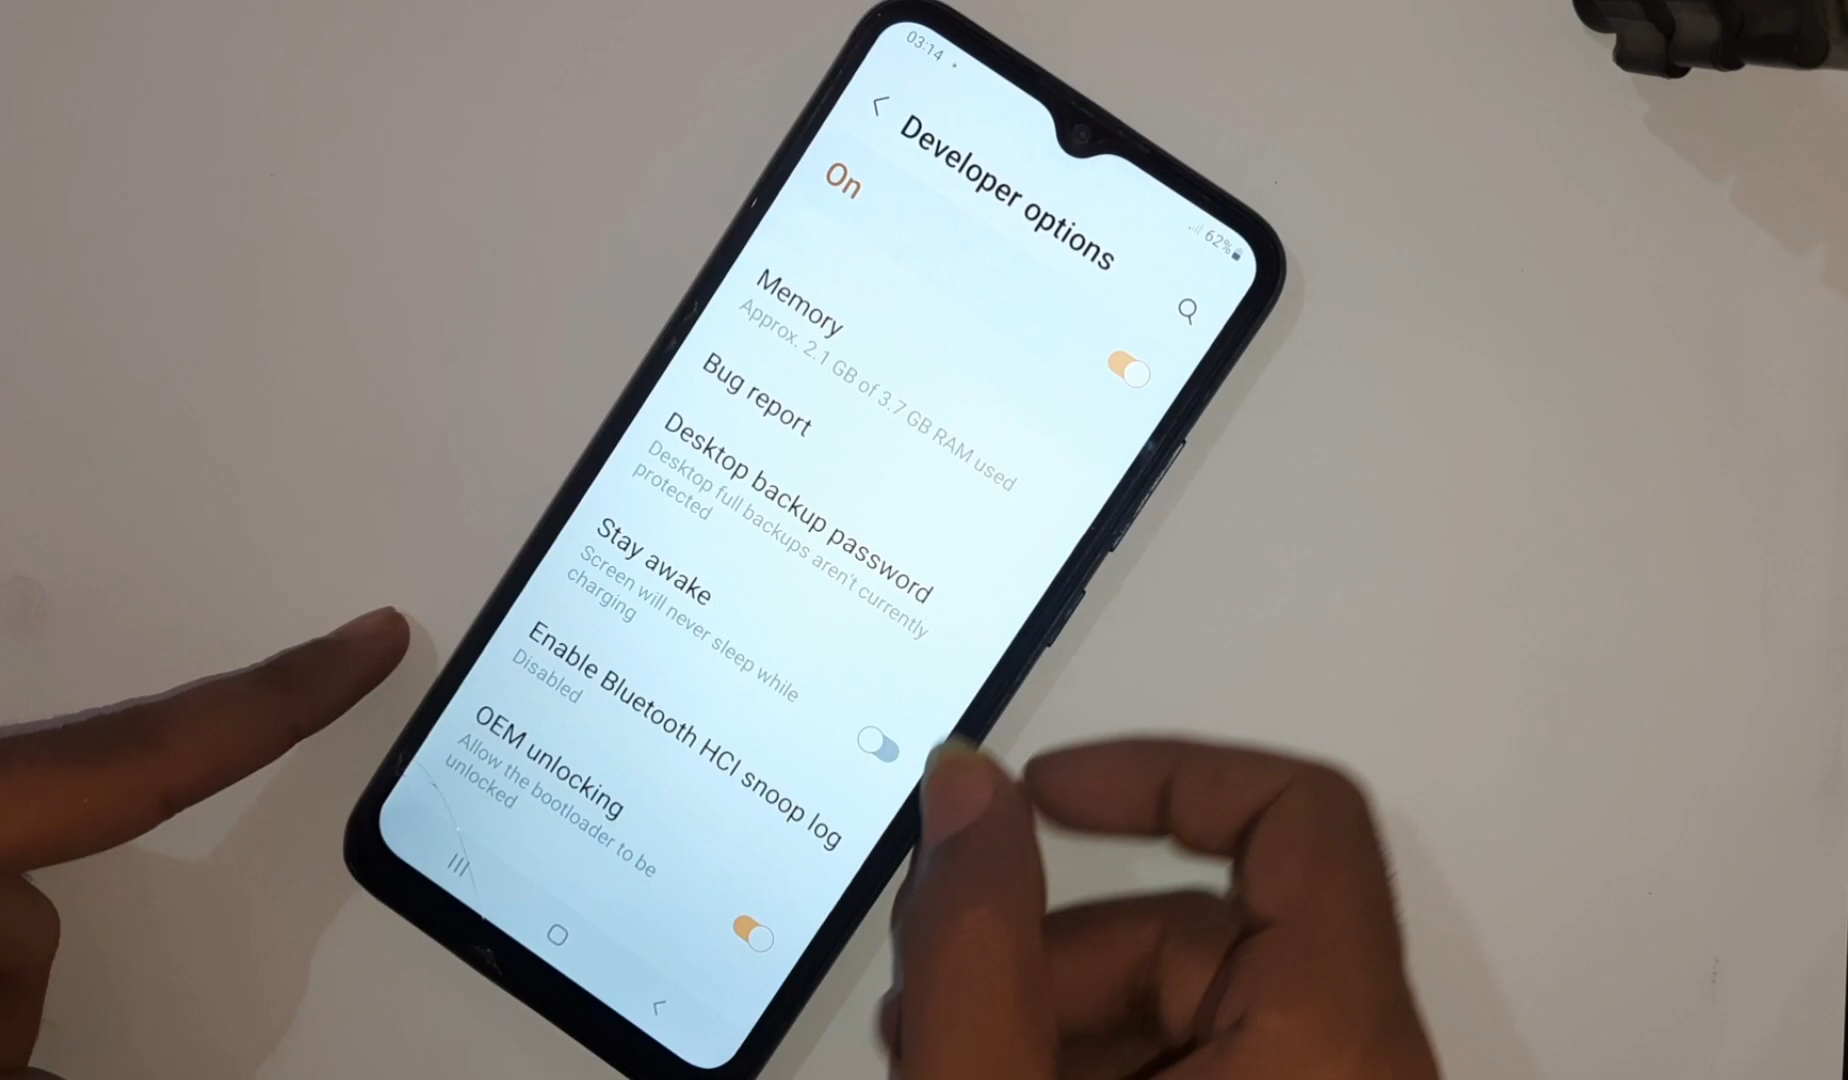 03:14
62%
Developer options
On
Memory
Approx. 2.1 GB of 3.7 GB RAM used
Bug report
Desktop backup password
Desktop full backups aren't currently
protected
Stay awake
Screen will never sleep while
charging
Enable Bluetooth HCI snoop log
Disabled
OEM unlocking
Allow the bootloader to be
unlocked